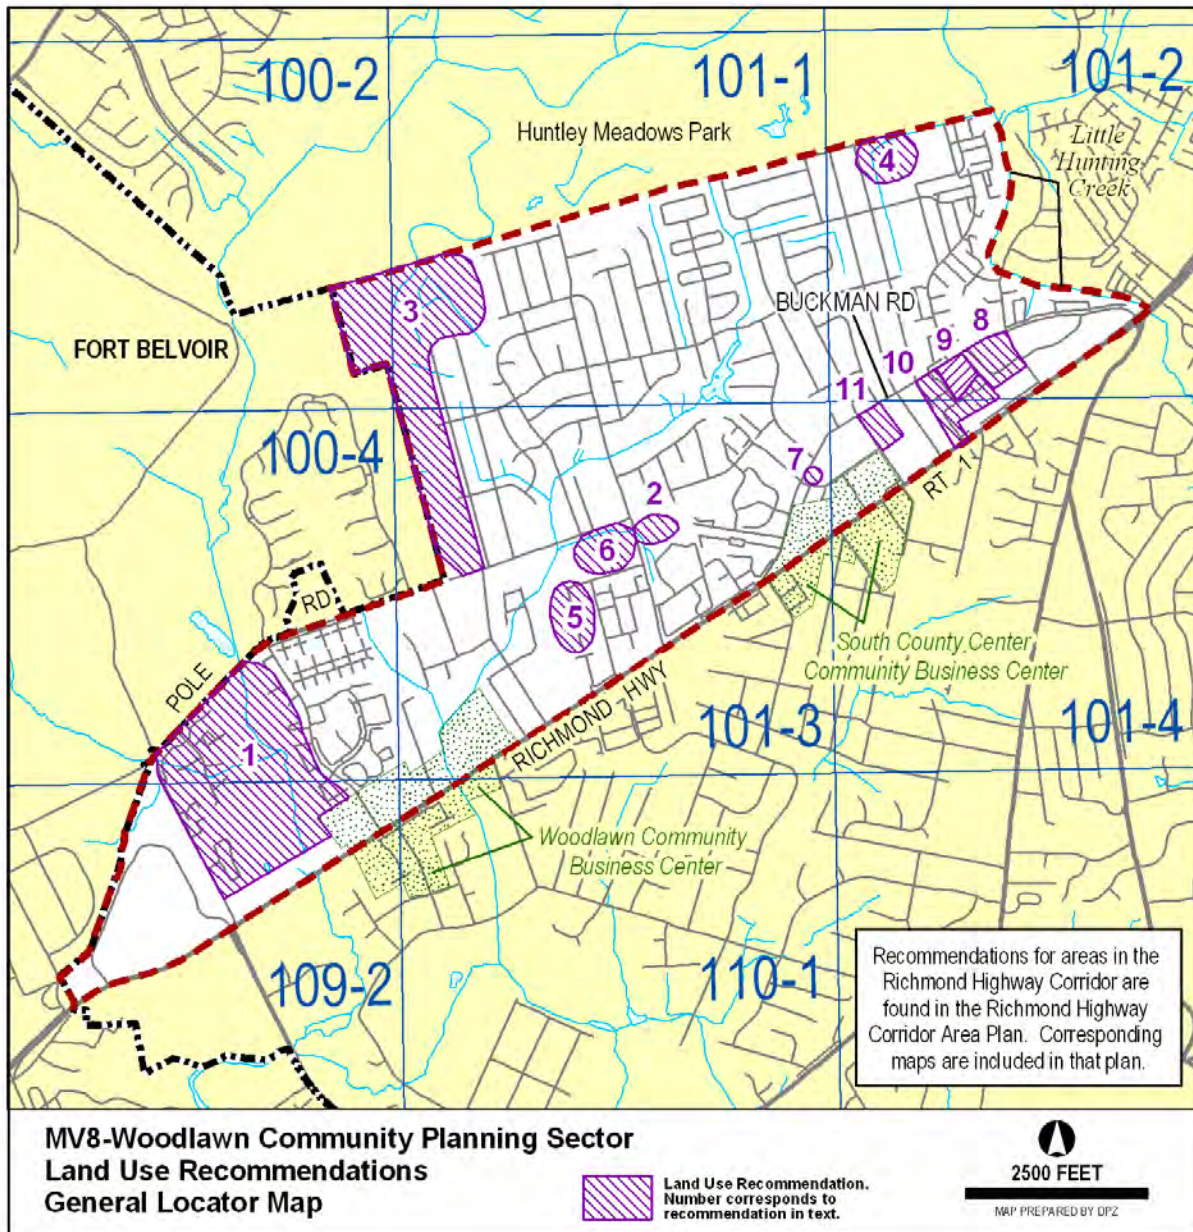 100-2
101-1
101-2
Huntley Meadows Park
Little
Hunting
Creek
4
3
BUCKMAN RD
FORT BELVOIR
8
9
10
11
100-4
7
2
RT 1
6
RD
5
South County Center
Community Business Center
POLE
RICHMOND HWY
101-3
101-4
1
Woodlawn Community
Business Center
109-2
110-1
Recommendations for areas in the
Richmond Highway Corridor are
found in the Richmond Highway
Corridor Area Plan. Corresponding
maps are included in that plan.
MV8-Woodlawn Community Planning Sector
Land Use Recommendations
General Locator Map
Land Use Recommendation.
Number corresponds to
recommendation in text.
2500 FEET
MAP PREPARED BY DPZ